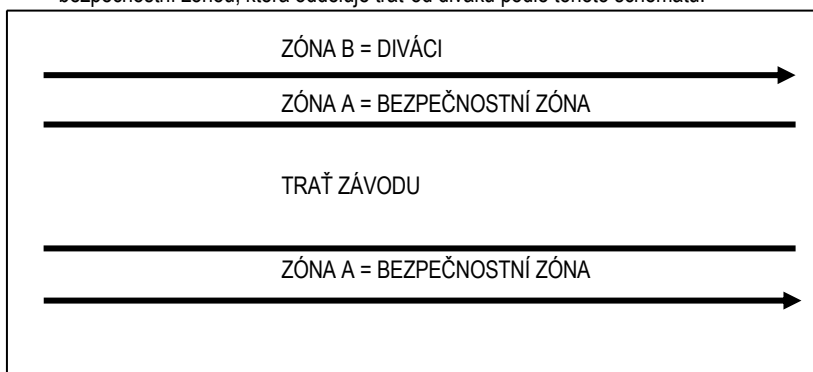 bezpečnostní zónou, která odděluje trať od diváků podle tohoto schématu:
ZÓNA B = DIVÁCI
ZÓNA A = BEZPEČNOSTNÍ ZÓNA
TRAŤ ZÁVODU
ZÓNA A = BEZPEČNOSTNÍ ZÓNA